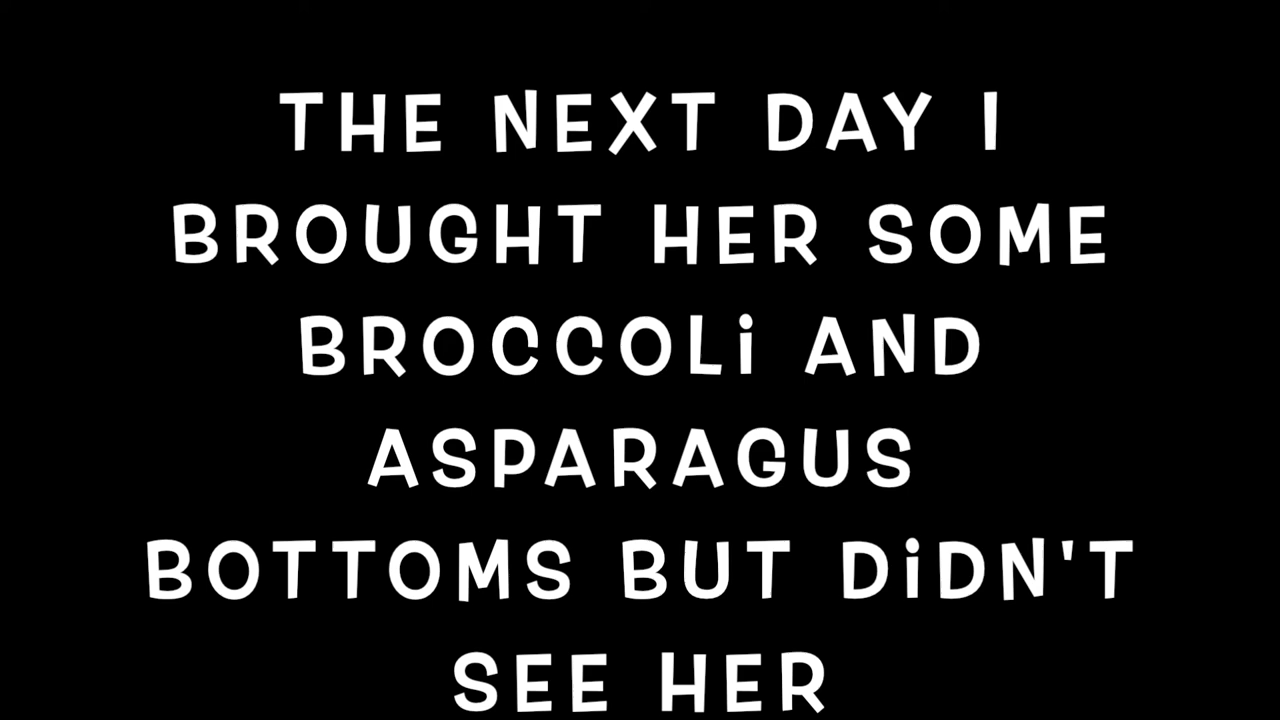 THE NEXT DAY I
BROUGHT HER SOME
BROCCOLi AND
ASPARAGUS
BOTTOMS BUT DiDN'T
SEE HER